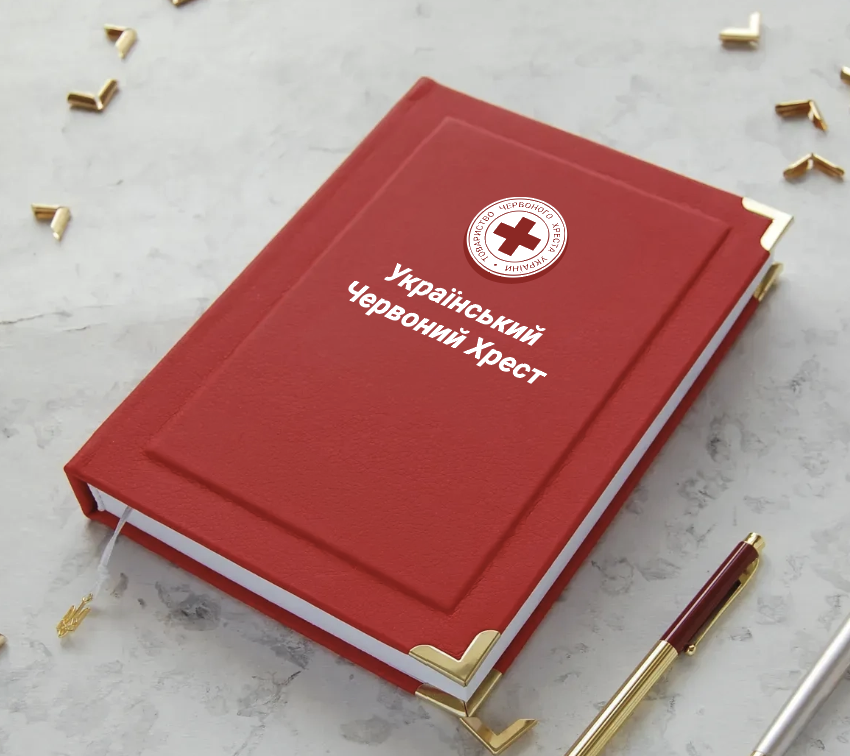 ТОВАРИСТВО ЧЕРВОНОГО ХРЕСТА УКРАЇНИ •
Український
Червоний Хрест